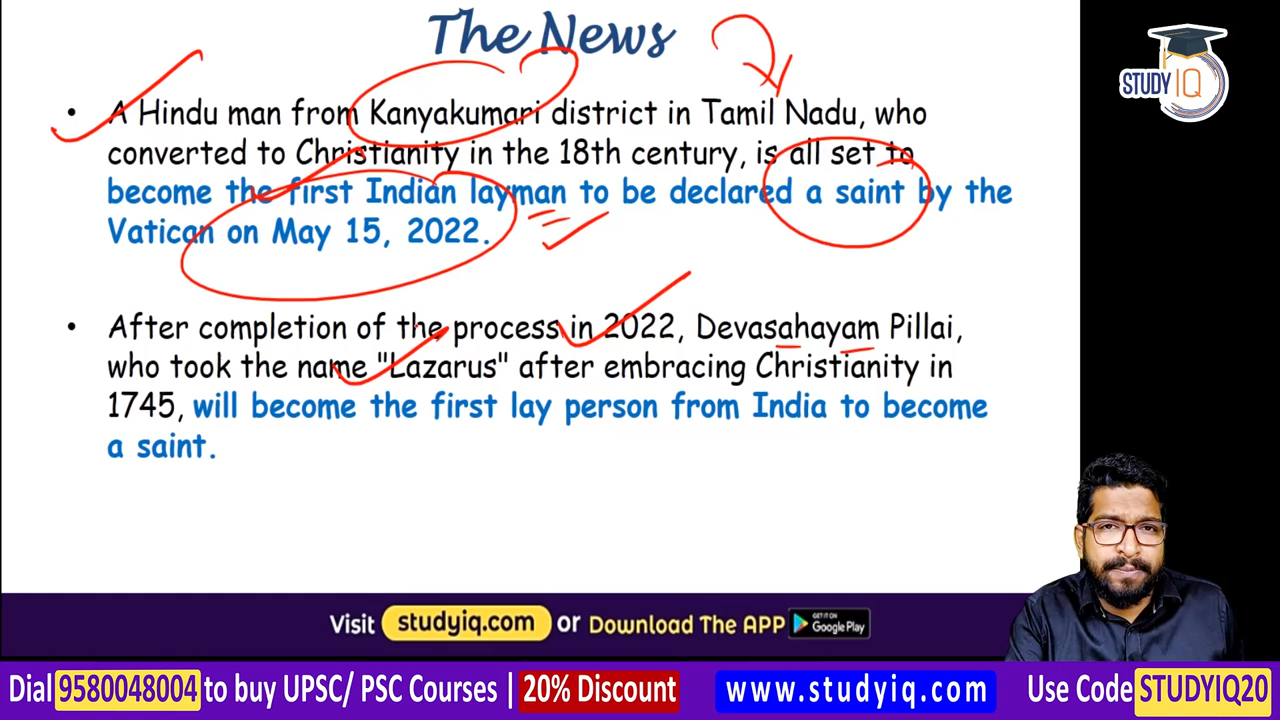 The News
STUDY IQ
• A Hindu man from Kanyakumari district in Tamil Nadu, who
converted to Christianity in the 18th century, is all set to
become the first Indian layman to be declared a saint by the
Vatican on May 15, 2022.
• After completion of the process in 2022, Devasahayam Pillai,
who took the name "Lazarus" after embracing Christianity in
1745, will become the first lay person from India to become
a saint.
Visit studyiq.com or Download The APP GET IT ON Google Play
Dial 9580048004 to buy UPSC/ PSC Courses | 20% Discount www.studyiq.com Use Code STUDYIQ20